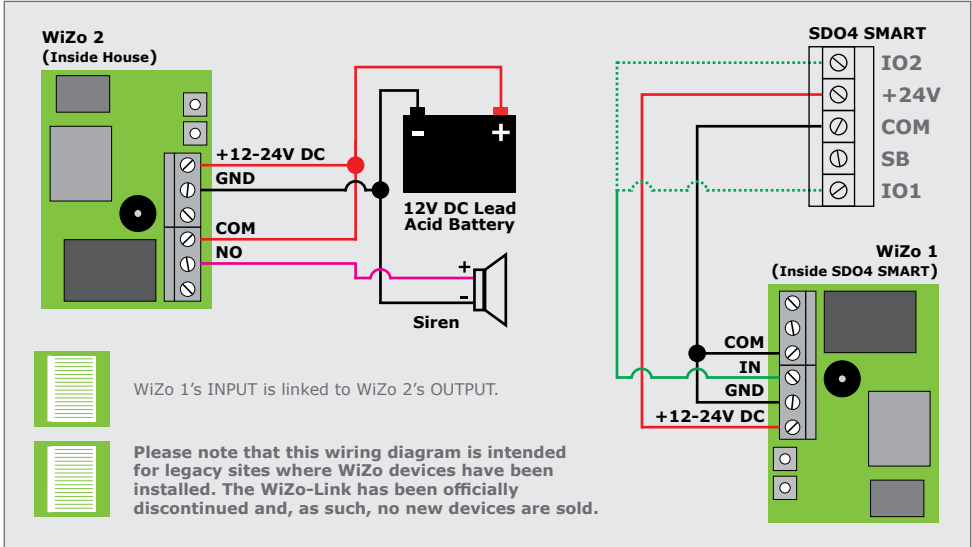 WiZo 2
(Inside House)
+12-24V DC
GND
COM
NO
-
+
12V DC Lead
Acid Battery
+
-
Siren
SDO4 SMART
IO2
+24V
COM
SB
IO1
WiZo 1
(Inside SDO4 SMART)
COM
IN
GND
+12-24V DC
WiZo 1's INPUT is linked to WiZo 2's OUTPUT.
Please note that this wiring diagram is intended
for legacy sites where WiZo devices have been
installed. The WiZo-Link has been officially
discontinued and, as such, no new devices are sold.